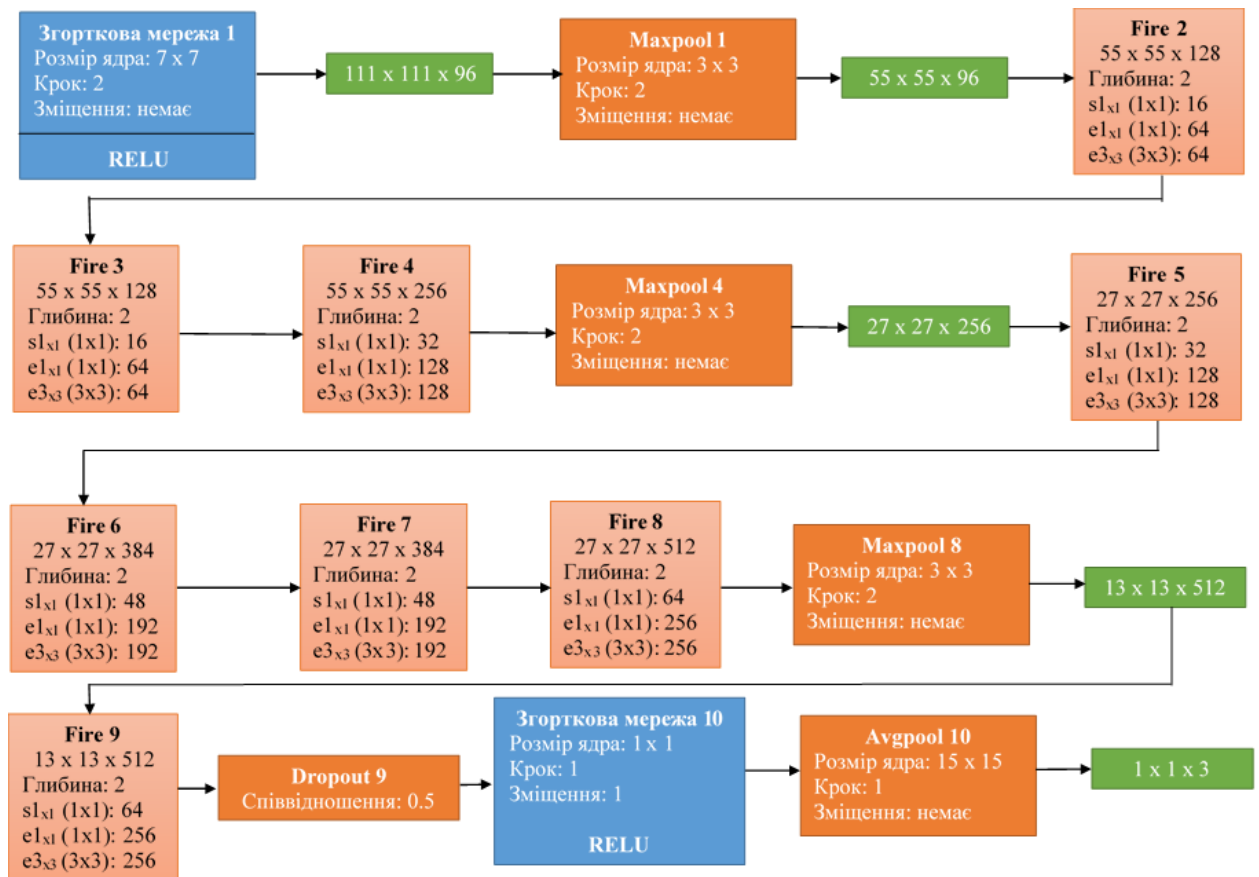 Згорткова мережа 1
Розмір ядра: 7 x 7
Крок: 2
Зміщення: немає
RELU
111 x 111 x 96
Maxpool 1
Розмір ядра: 3 x 3
Крок: 2
Зміщення: немає
55 x 55 x 96
Fire 2
55 x 55 x 128
Глибина: 2
s1x1 (1x1): 16
e1x1 (1x1): 64
e3x3 (3x3): 64
Fire 3
55 x 55 x 128
Глибина: 2
s1x1 (1x1): 16
e1x1 (1x1): 64
e3x3 (3x3): 64
Fire 4
55 x 55 x 256
Глибина: 2
s1x1 (1x1): 32
e1x1 (1x1): 128
e3x3 (3x3): 128
Maxpool 4
Розмір ядра: 3 x 3
Крок: 2
Зміщення: немає
27 x 27 x 256
Fire 5
27 x 27 x 256
Глибина: 2
s1x1 (1x1): 32
e1x1 (1x1): 128
e3x3 (3x3): 128
Fire 6
27 x 27 x 384
Глибина: 2
s1x1 (1x1): 48
e1x1 (1x1): 192
e3x3 (3x3): 192
Fire 7
27 x 27 x 384
Глибина: 2
s1x1 (1x1): 48
e1x1 (1x1): 192
e3x3 (3x3): 192
Fire 8
27 x 27 x 512
Глибина: 2
s1x1 (1x1): 64
e1x1 (1x1): 256
e3x3 (3x3): 256
Maxpool 8
Розмір ядра: 3 x 3
Крок: 2
Зміщення: немає
13 x 13 x 512
Fire 9
13 x 13 x 512
Глибина: 2
s1x1 (1x1): 64
e1x1 (1x1): 256
e3x3 (3x3): 256
Dropout 9
Співвідношення: 0.5
Згорткова мережа 10
Розмір ядра: 1 x 1
Крок: 1
Зміщення: 1
RELU
Avgpool 10
Розмір ядра: 15 x 15
Крок: 1
Зміщення: немає
1 x 1 x 3